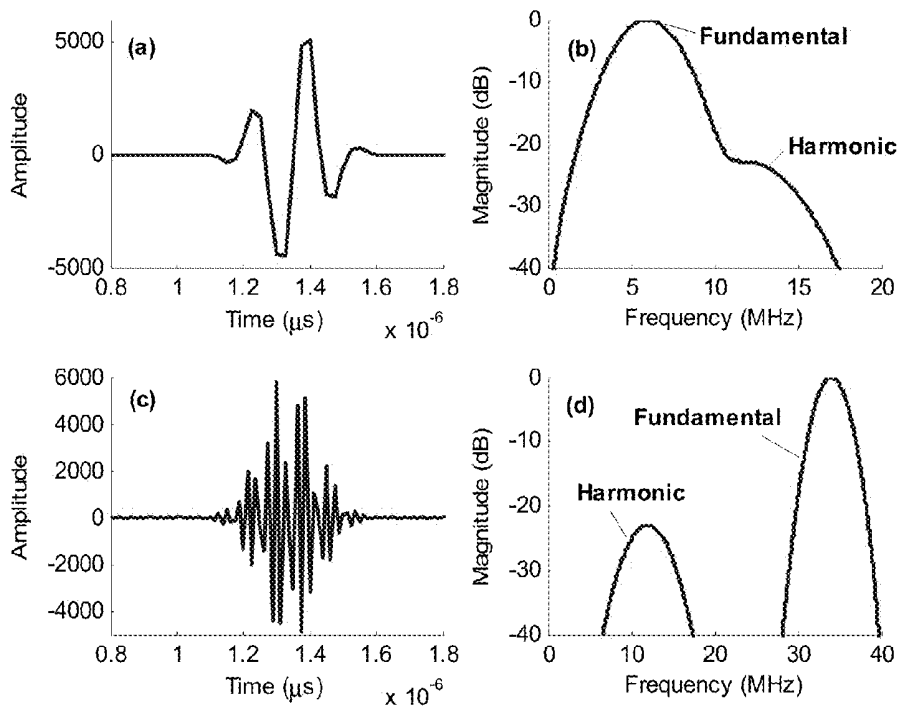 (a)
5000
0
-5000
Amplitude
0.8 1 1.2 1.4 1.6 1.8
Time (μs)
x 10^-6
(b)
Fundamental
Harmonic
0
-10
-20
-30
-40
Magnitude (dB)
0 5 10 15 20
Frequency (MHz)
(c)
6000
4000
2000
0
-2000
-4000
Amplitude
0.8 1 1.2 1.4 1.6 1.8
Time (μs)
x 10^-6
(d)
Fundamental
Harmonic
0
-10
-20
-30
-40
Magnitude (dB)
0 10 20 30 40
Frequency (MHz)